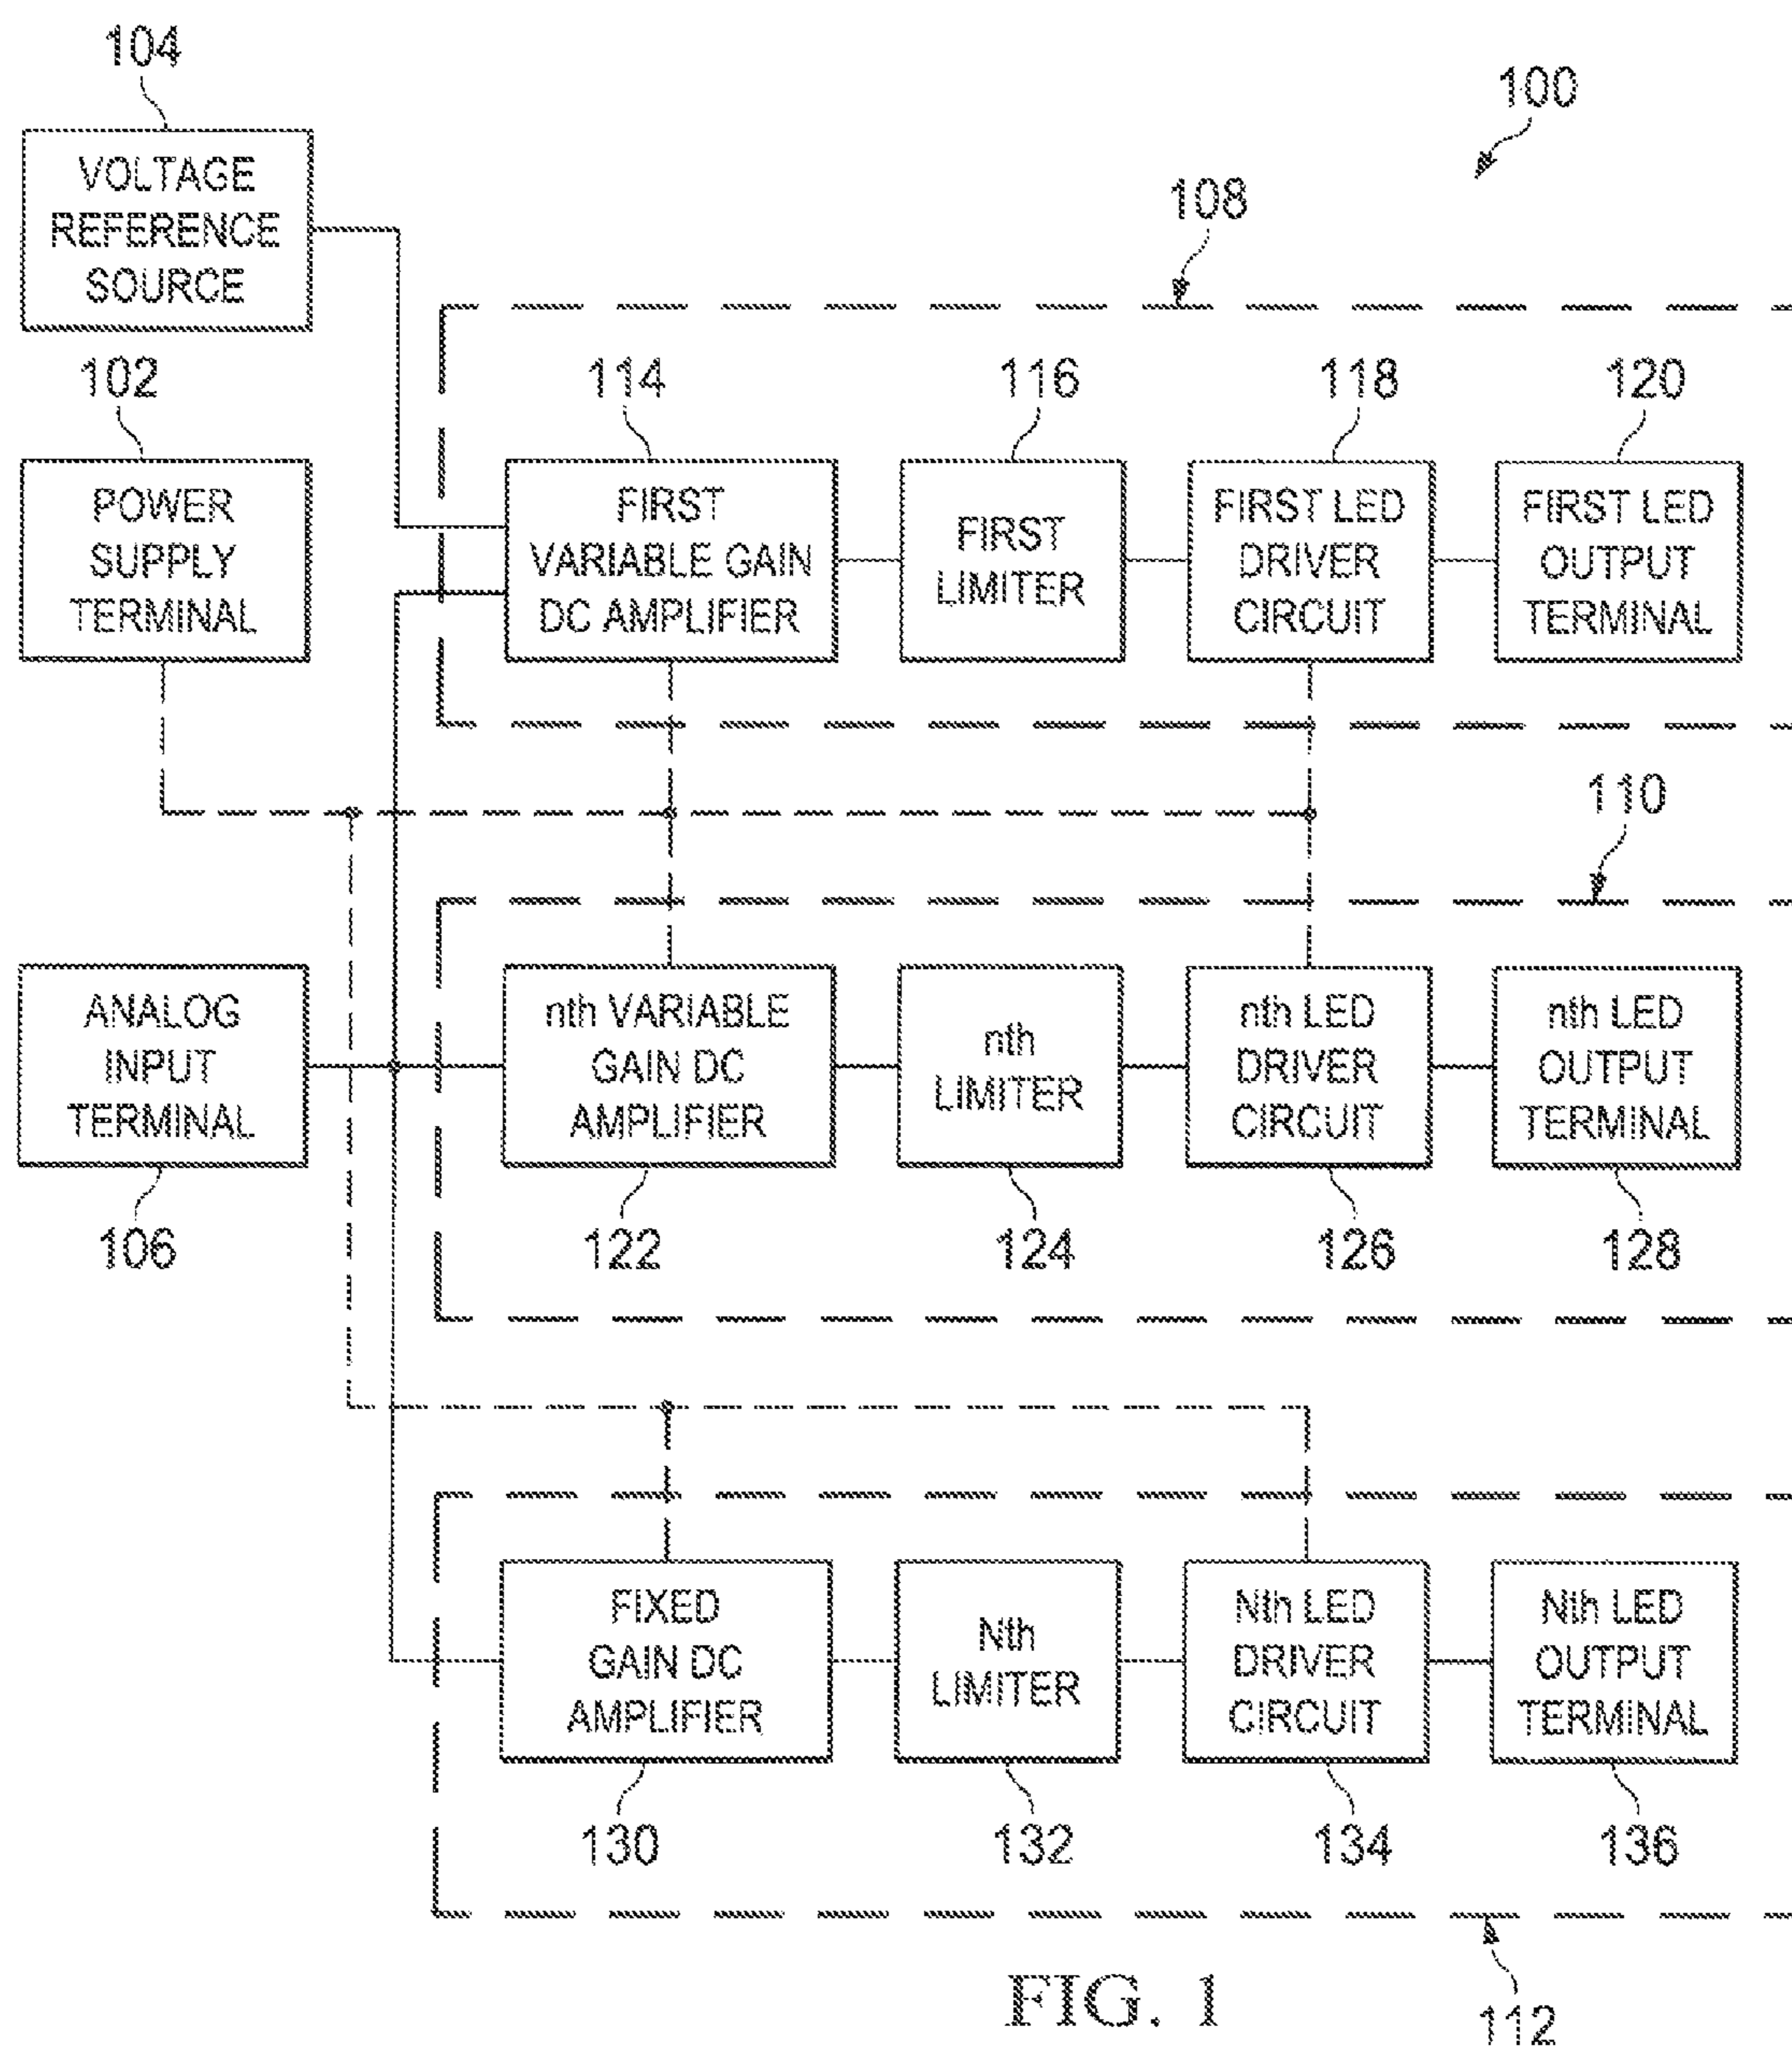 104
100
VOLTAGE
REFERENCE
SOURCE
108
102
114
116
118
120
POWER
SUPPLY
TERMINAL
FIRST
VARIABLE GAIN
DC AMPLIFIER
FIRST
LIMITER
FIRST LED
DRIVER
CIRCUIT
FIRST LED
OUTPUT
TERMINAL
110
ANALOG
INPUT
TERMINAL
nth VARIABLE
GAIN DC
AMPLIFIER
nth
LIMITER
nth LED
DRIVER
CIRCUIT
nth LED
OUTPUT
TERMINAL
106
122
124
126
128
FIXED
GAIN DC
AMPLIFIER
Nth
LIMITER
Nth LED
DRIVER
CIRCUIT
Nth LED
OUTPUT
TERMINAL
130
132
134
136
FIG. 1
112